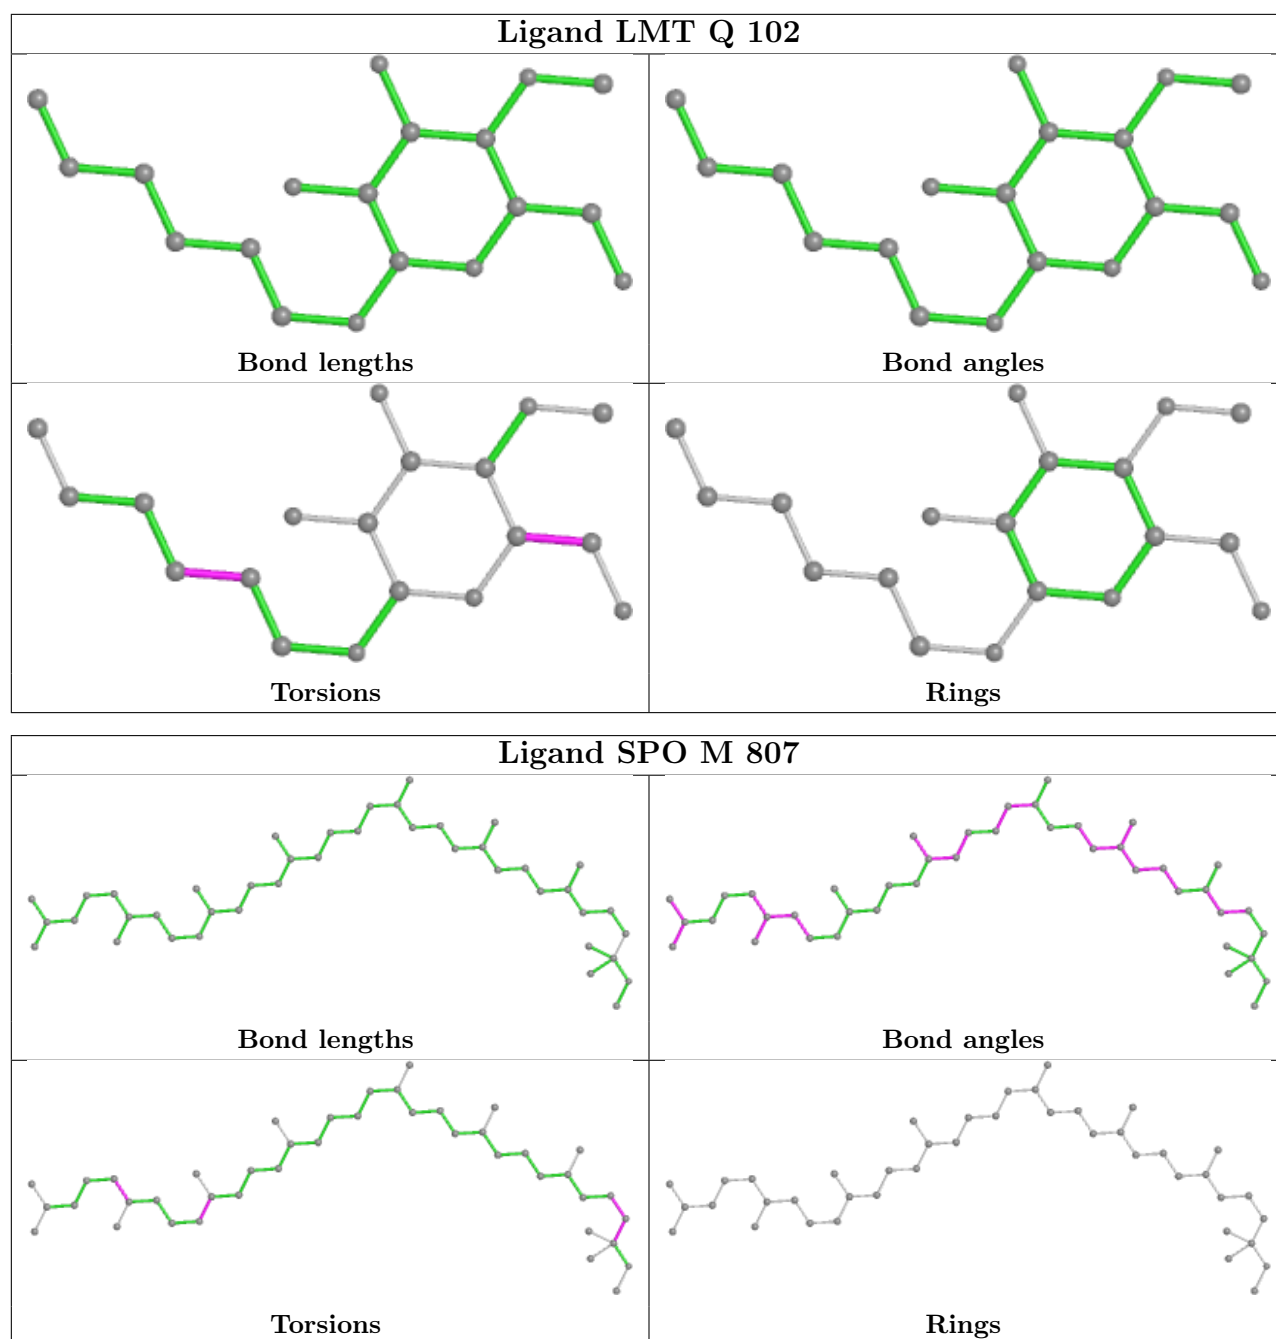 Ligand LMT Q 102
Bond lengths
Bond angles
Torsions
Rings
Ligand SPO M 807
Bond lengths
Bond angles
Torsions
Rings